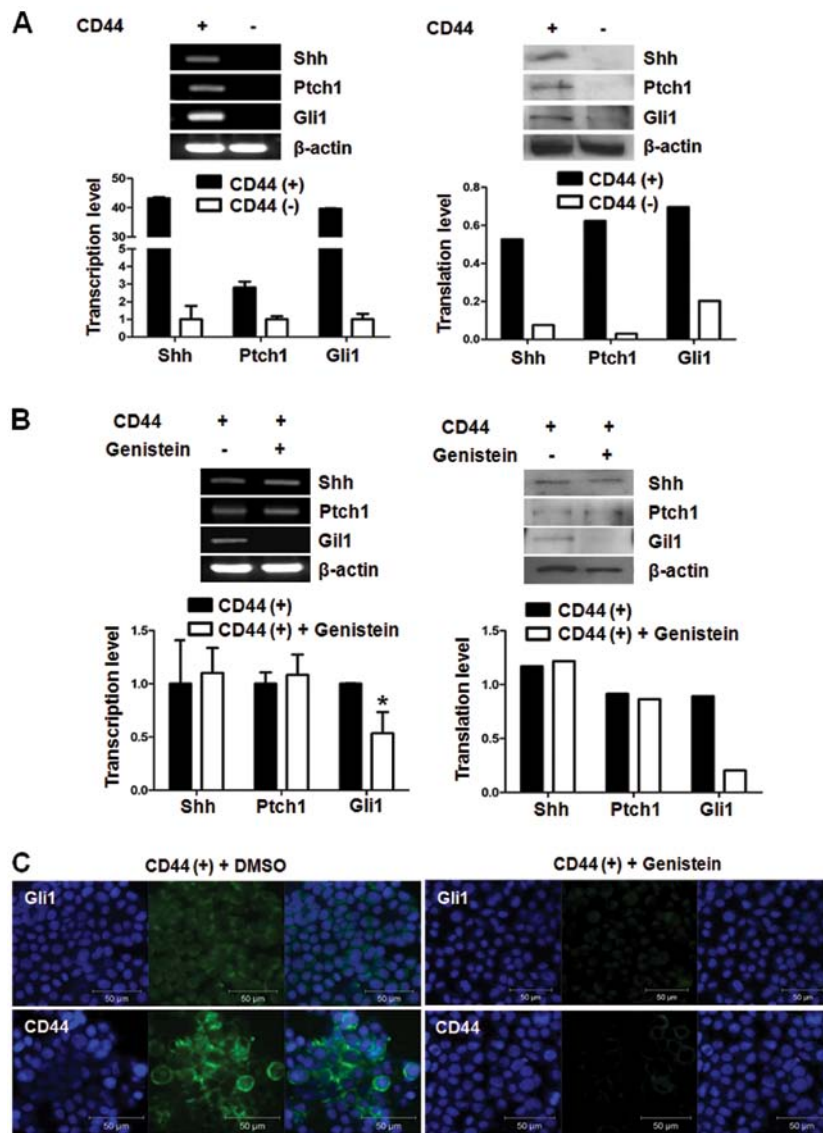 A
CD44 + -
Shh
Ptch1
Gli1
β-actin
CD44 (+)
CD44 (-)
Transcription level
50
40
30
20
10
5
4
3
2
1
0
Shh Ptch1 Gli1
CD44 + -
Shh
Ptch1
Gli1
β-actin
CD44 (+)
CD44 (-)
Translation level
0.8
0.6
0.4
0.2
0.0
Shh Ptch1 Gli1
B
CD44 + +
Genistein - +
Shh
Ptch1
Gil1
β-actin
CD44 (+)
CD44 (+) + Genistein
Transcription level
1.5
1.0
0.5
0.0
*
Shh Ptch1 Gli1
CD44 + +
Genistein - +
Shh
Ptch1
Gil1
β-actin
CD44 (+)
CD44 (+) + Genistein
Translation level
1.5
1.0
0.5
0.0
Shh Ptch1 Gli1
C
CD44 (+) + DMSO
CD44 (+) + Genistein
Gli1
50 µm 50 µm 50 µm
Gli1
50 µm 50 µm 50 µm
CD44
50 µm 50 µm 50 µm
CD44
50 µm 50 µm 50 µm